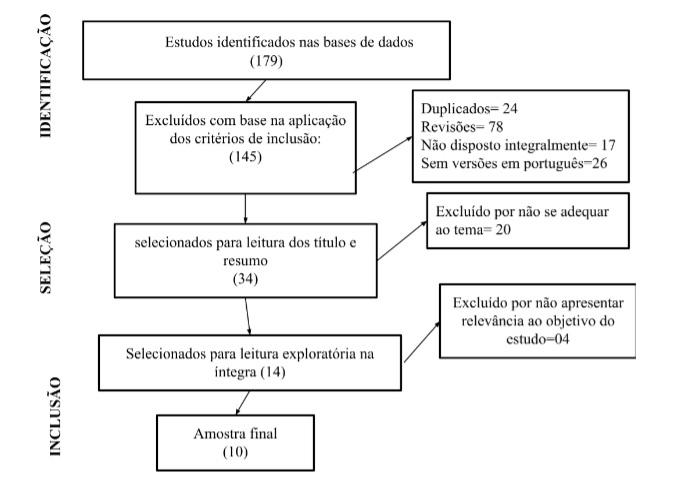 IDENTIFICAÇÃO
Estudos identificados nas bases de dados
(179)
Excluídos com base na aplicação
dos critérios de inclusão:
(145)
Duplicados= 24
Revisões= 78
Não disposto integralmente= 17
Sem versões em português=26
SELEÇÃO
selecionados para leitura dos título e
resumo
(34)
Excluído por não se adequar
ao tema= 20
Selecionados para leitura exploratória na
íntegra (14)
Excluído por não apresentar
relevância ao objetivo do
estudo=04
INCLUSÃO
Amostra final
(10)